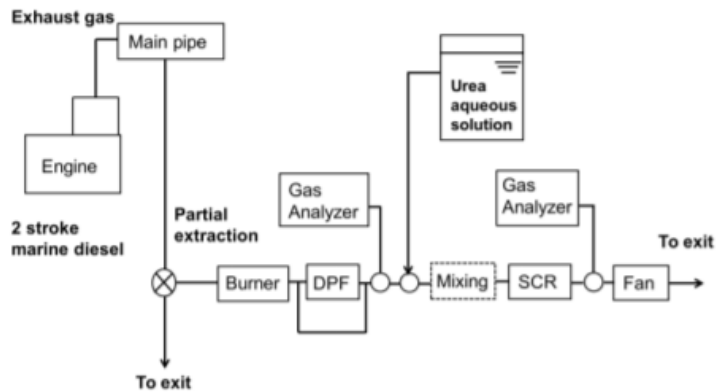 Exhaust gas
Main pipe
Engine
2 stroke
marine diesel
Partial
extraction
To exit
Burner
DPF
Gas
Analyzer
Urea
aqueous
solution
Mixing
SCR
Gas
Analyzer
Fan
To exit